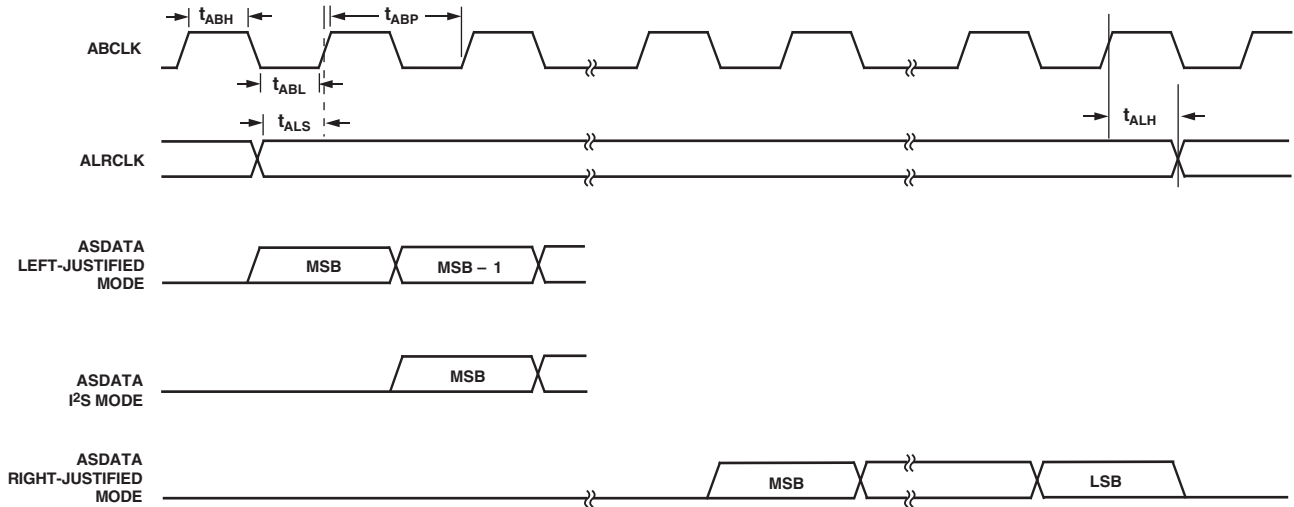 tABH
tABP
ABCLK
tABL
tALS
tALH
ALRCLK
ASDATA
LEFT-JUSTIFIED
MODE
MSB
MSB – 1
ASDATA
I²S MODE
MSB
ASDATA
RIGHT-JUSTIFIED
MODE
MSB
LSB